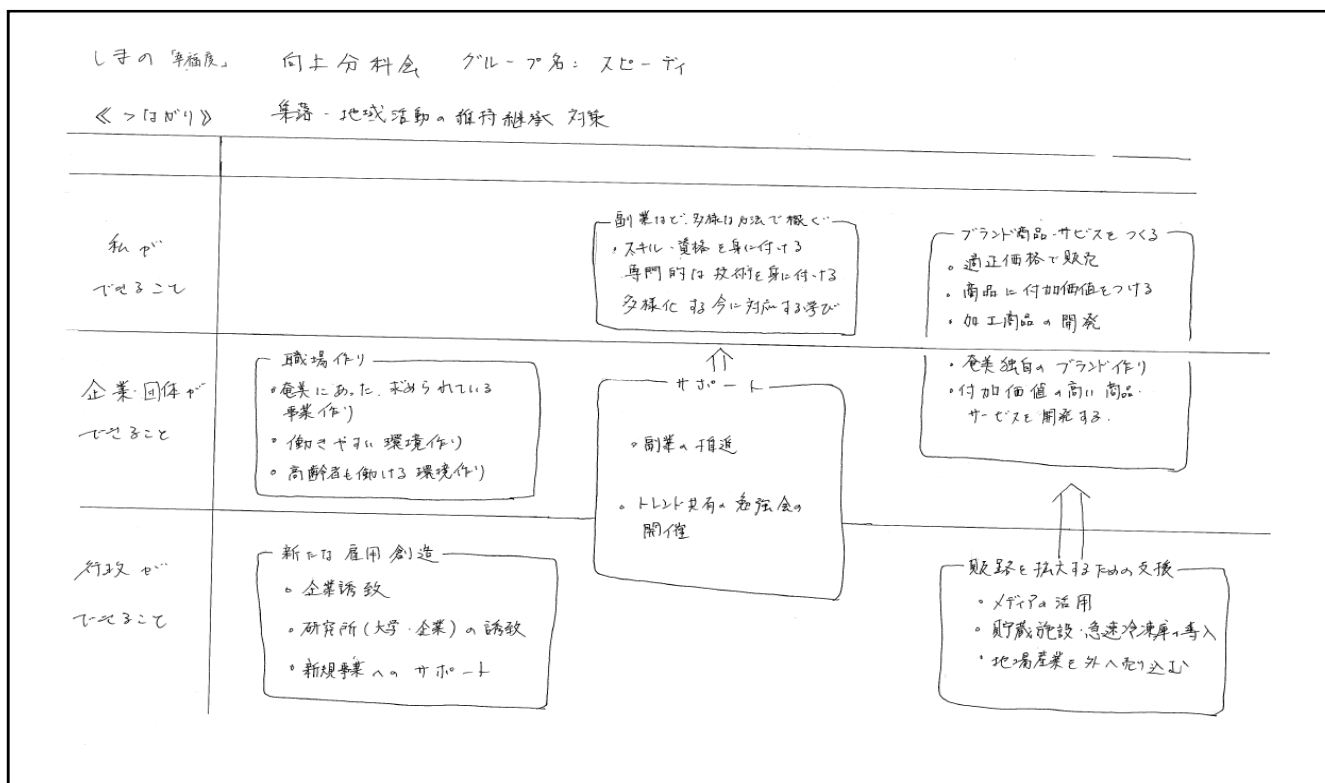 しまの「幸福度」 向上分科会 グループ名: スピーディ
≪つながり≫ 集落・地域活動の維持継承 対策
私が
できること
副業など、多様な方法で稼ぐ
・スキル・資格を身に付ける
専門的な技術を身に付ける
多様化する今に対応する学び
ブランド商品・サービスをつくる
・適正価格で販売
・商品に付加価値をつける
・加工商品の開発
企業・団体が
できること
職場作り
・奄美にあった、求められている
事業作り
・働きやすい環境作り
・高齢者も働ける環境作り
サポート
・副業の推進
・トレンド共有の勉強会の
開催
・奄美独自のブランド作り
・付加価値の高い商品・
サービスを開発する.
行政が
できること
新たな雇用創造
・企業誘致
・研究所(大学・企業)の誘致
・新規事業へのサポート
販路を拡大するための支援
・メディアの活用
・貯蔵施設・急速冷凍庫の導入
・地場産業を外へ売り込む